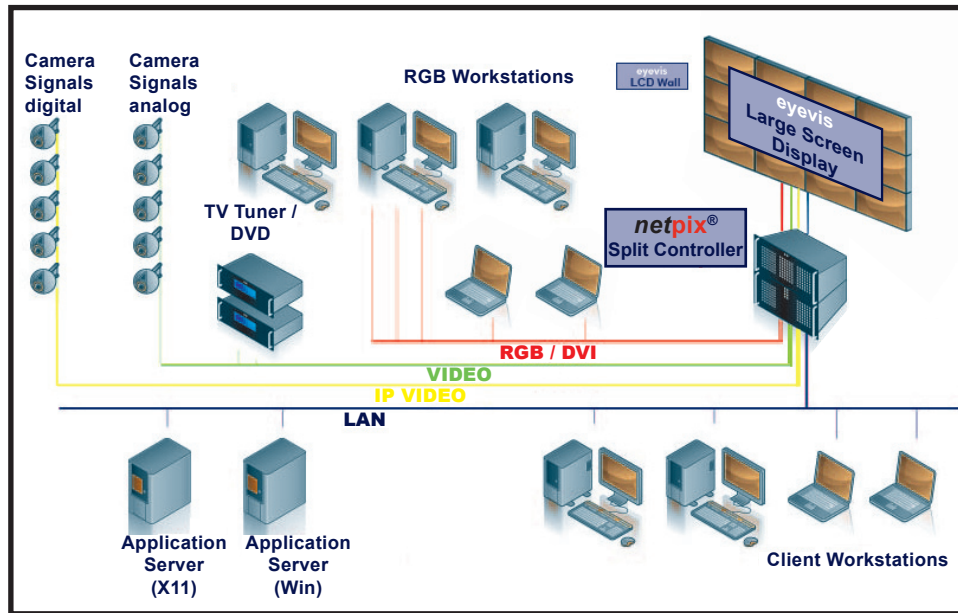 Camera
Signals
digital
Camera
Signals
analog
RGB Workstations
eyevis
LCD Wall
eyevis
Large Screen
Display
TV Tuner /
DVD
netpix®
Split Controller
RGB / DVI
VIDEO
IP VIDEO
LAN
Application
Server
(X11)
Application
Server
(Win)
Client Workstations